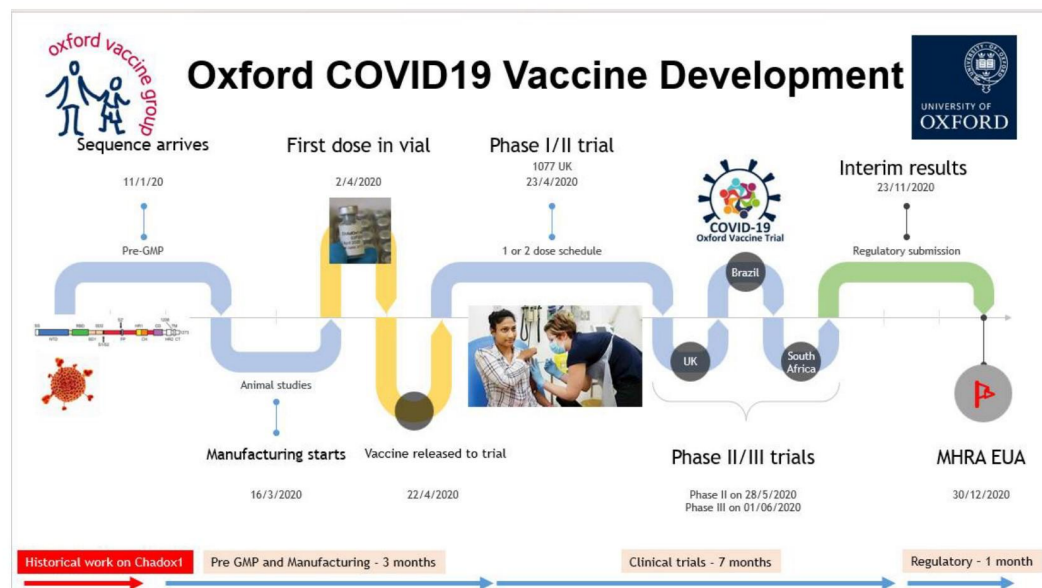 oxford vaccine group
Oxford COVID19 Vaccine Development
UNIVERSITY OF
OXFORD
Sequence arrives
11/1/20
Pre-GMP
First dose in vial
2/4/2020
Phase I/II trial
1077 UK
23/4/2020
1 or 2 dose schedule
COVID-19
Oxford Vaccine Trial
Interim results
23/11/2020
Regulatory submission
Brazil
UK
South
Africa
Animal studies
Manufacturing starts
16/3/2020
Vaccine released to trial
22/4/2020
Phase II/III trials
Phase II on 28/5/2020
Phase III on 01/06/2020
MHRA EUA
30/12/2020
Historical work on Chadox1
Pre GMP and Manufacturing - 3 months
Clinical trials - 7 months
Regulatory - 1 month